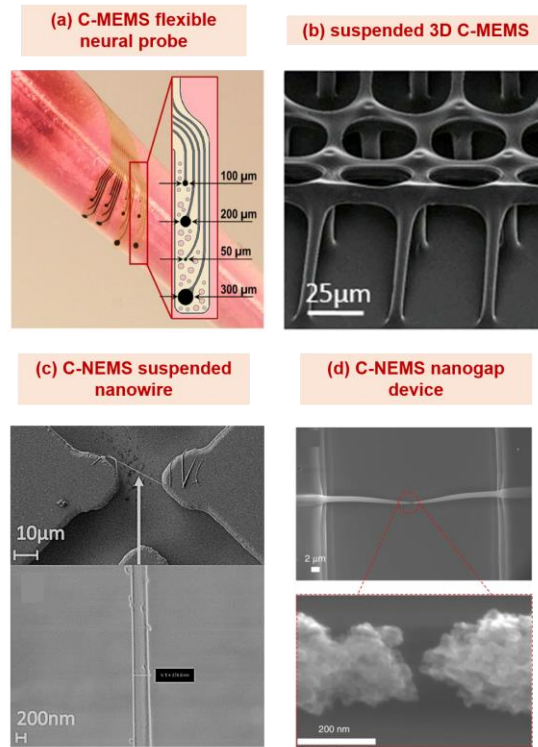 (a) C-MEMS flexible
neural probe
(b) suspended 3D C-MEMS
100 µm
200 µm
50 µm
300 µm
25µm
(c) C-NEMS suspended
nanowire
(d) C-NEMS nanogap
device
10µm
200nm
2 µm
200 nm